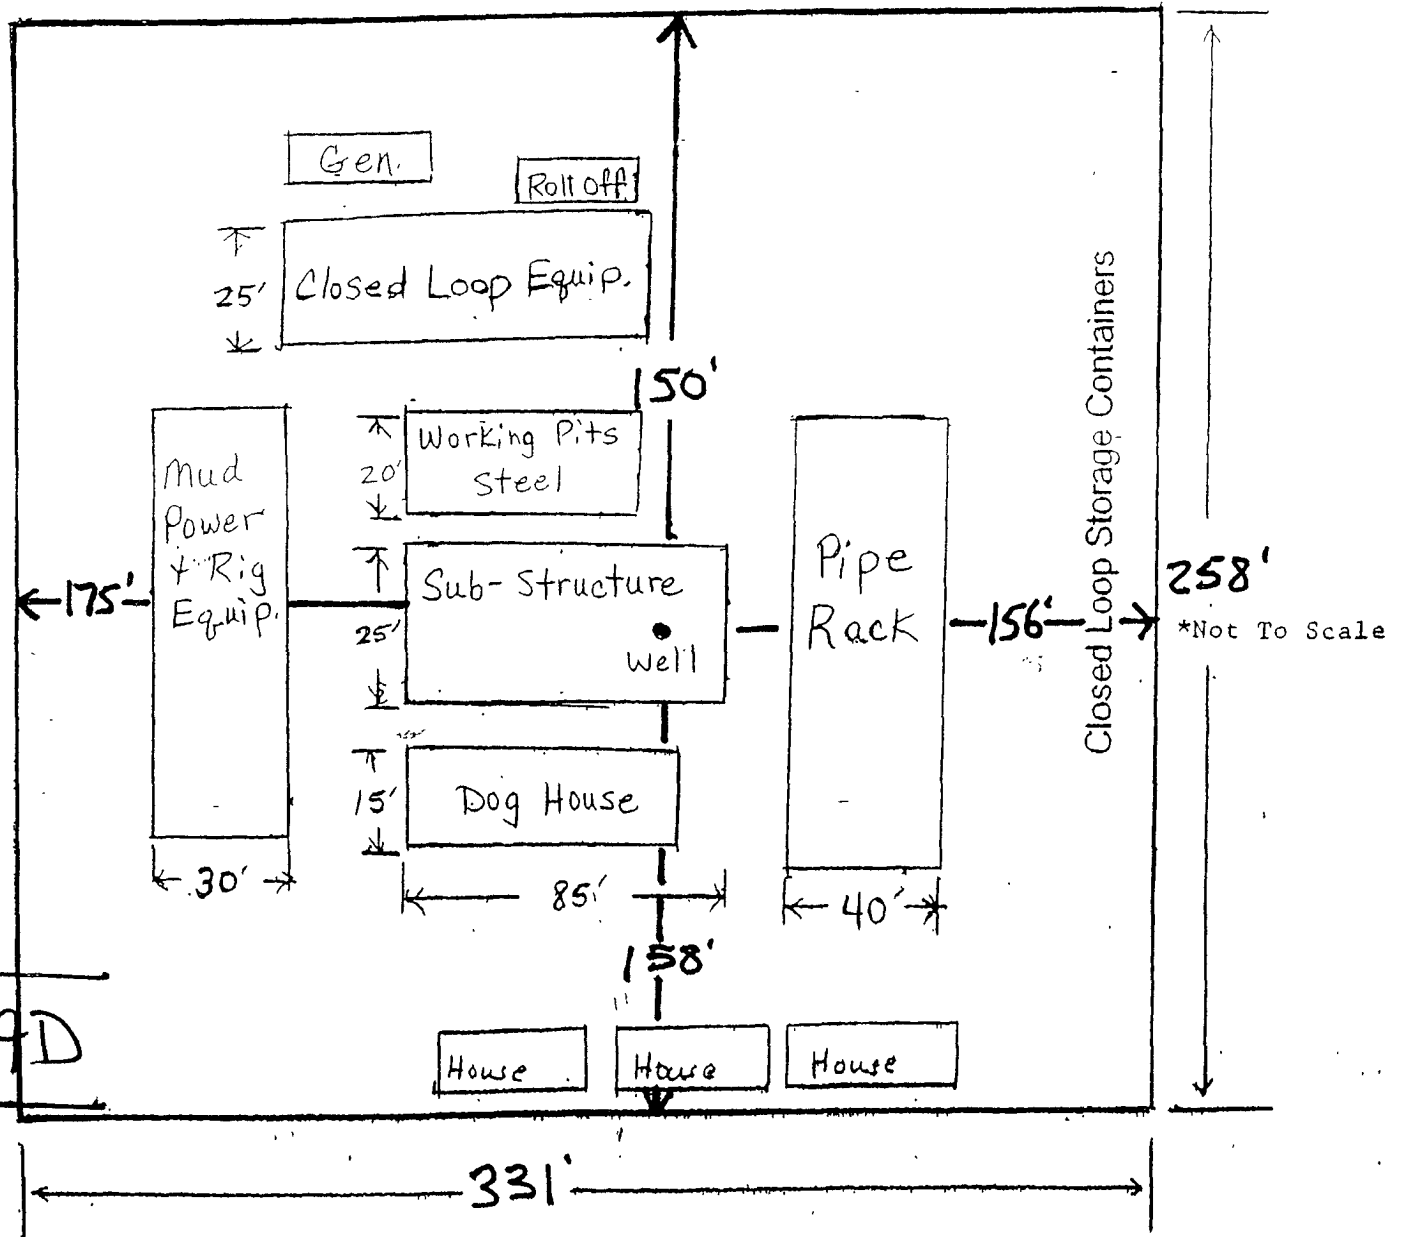 Gen.
Roll off
25'
Closed Loop Equip.
150'
Working Pits
Steel
20'
Mud
Power
+ Rig
Equip.
Sub-Structure
25'
Well
175'
Pipe
Rack
156'
Closed Loop Storage Containers
258'
*Not To Scale
15'
Dog House
30'
85'
40'
158'
House
House
House
331'